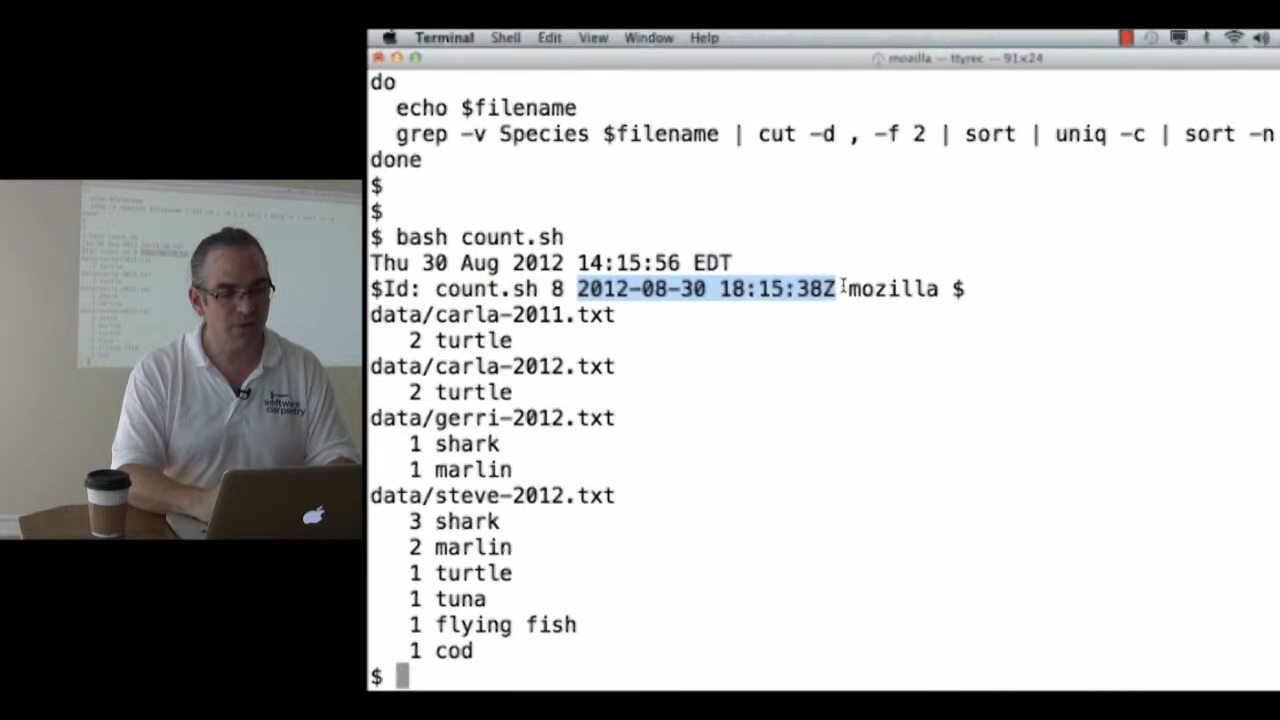 Terminal Shell Edit View Window Help
mozilla — ttyrec — 91×24
do
echo $filename
grep -v Species $filename | cut -d , -f 2 | sort | uniq -c | sort -n
done
$
$
$ bash count.sh
Thu 30 Aug 2012 14:15:56 EDT
$Id: count.sh 8 2012-08-30 18:15:38Z mozilla $
data/carla-2011.txt
2 turtle
data/carla-2012.txt
2 turtle
data/gerri-2012.txt
1 shark
1 marlin
data/steve-2012.txt
3 shark
2 marlin
1 turtle
1 tuna
1 flying fish
1 cod
$
software
carpentry